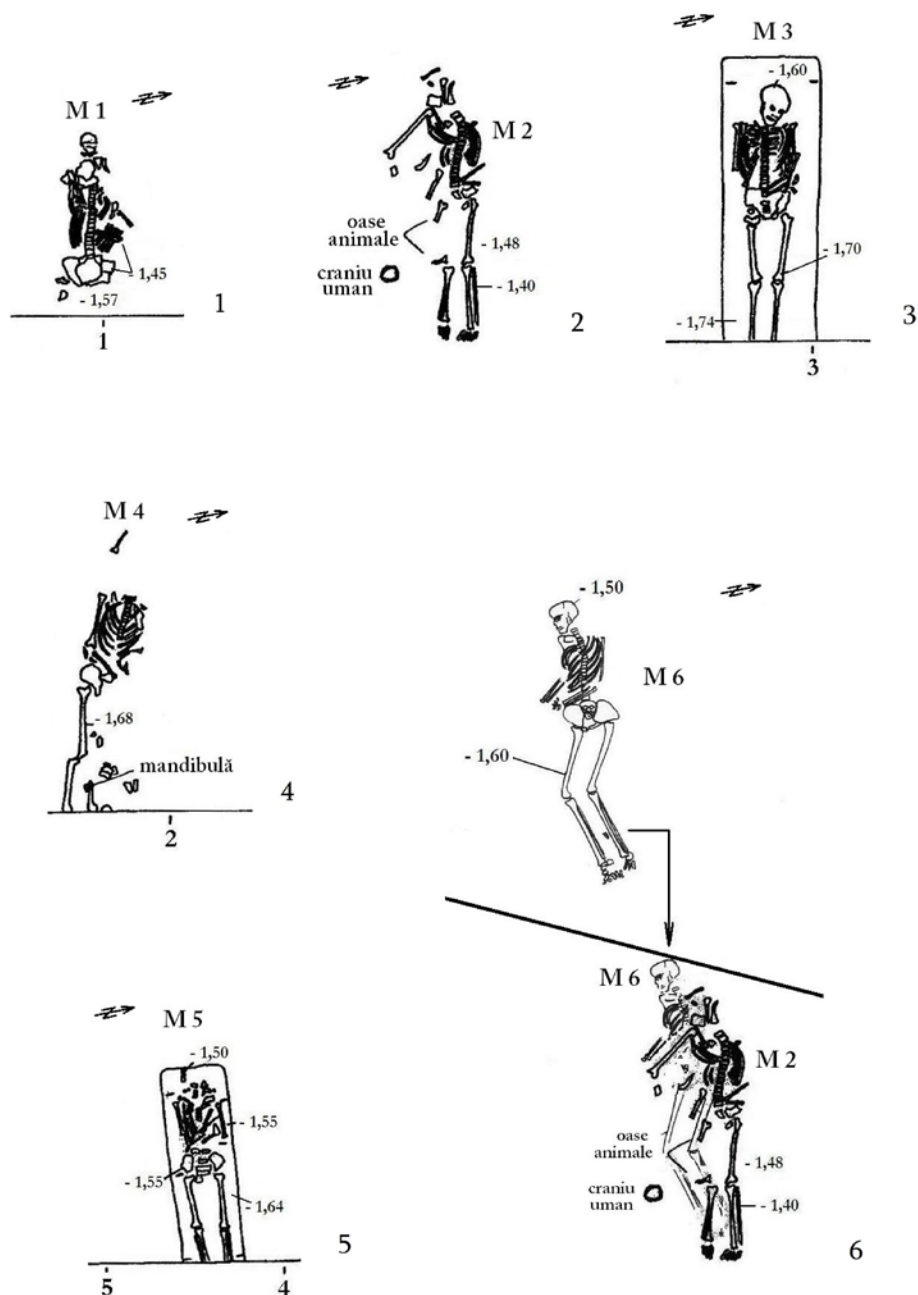 M 1
- 1,45
- 1,57
1
1
M 2
oase
animale
craniu
uman
- 1,48
- 1,40
2
M 3
- 1,60
- 1,70
- 1,74
3
3
M 4
- 1,68
mandibulă
4
2
- 1,50
M 6
- 1,60
M 6
M 2
oase
animale
- 1,48
craniu
uman
- 1,40
6
M 5
- 1,50
- 1,55
- 1,55
- 1,64
5
5
4